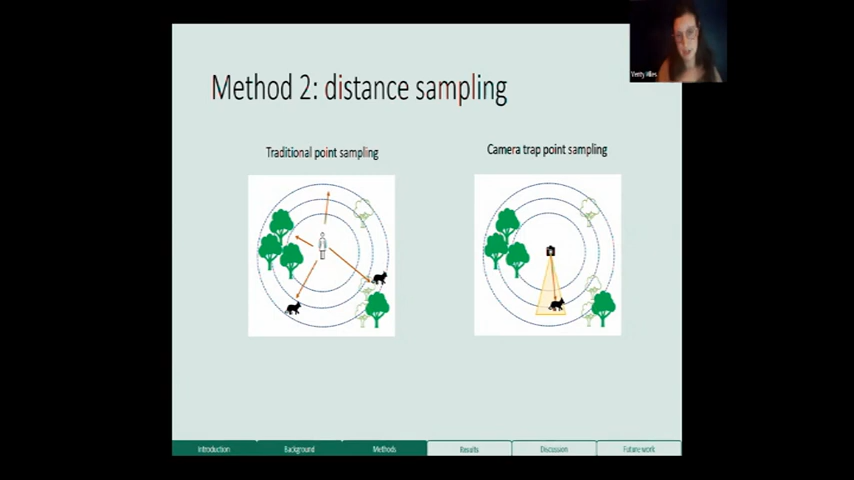 Method 2: distance sampling
Traditional point sampling
Camera trap point sampling
Introduction
Background
Methods
Results
Discussion
Future work